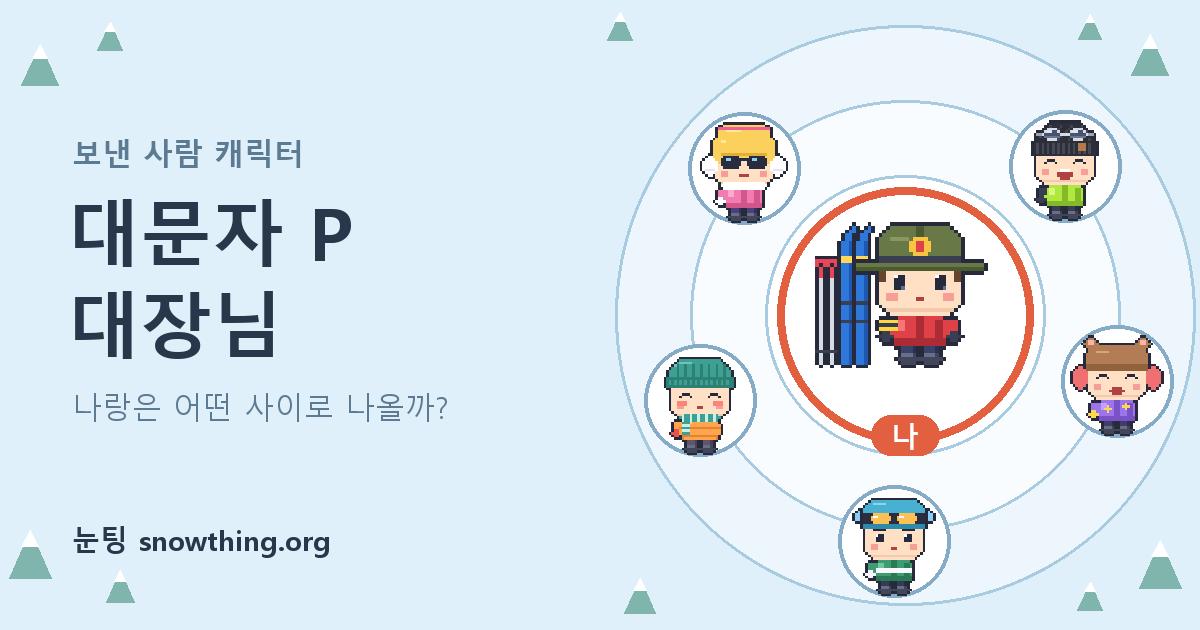 보낸 사람 캐릭터
대문자 P
대장님
나랑은 어떤 사이로 나올까?
나
눈팅 snowthing.org